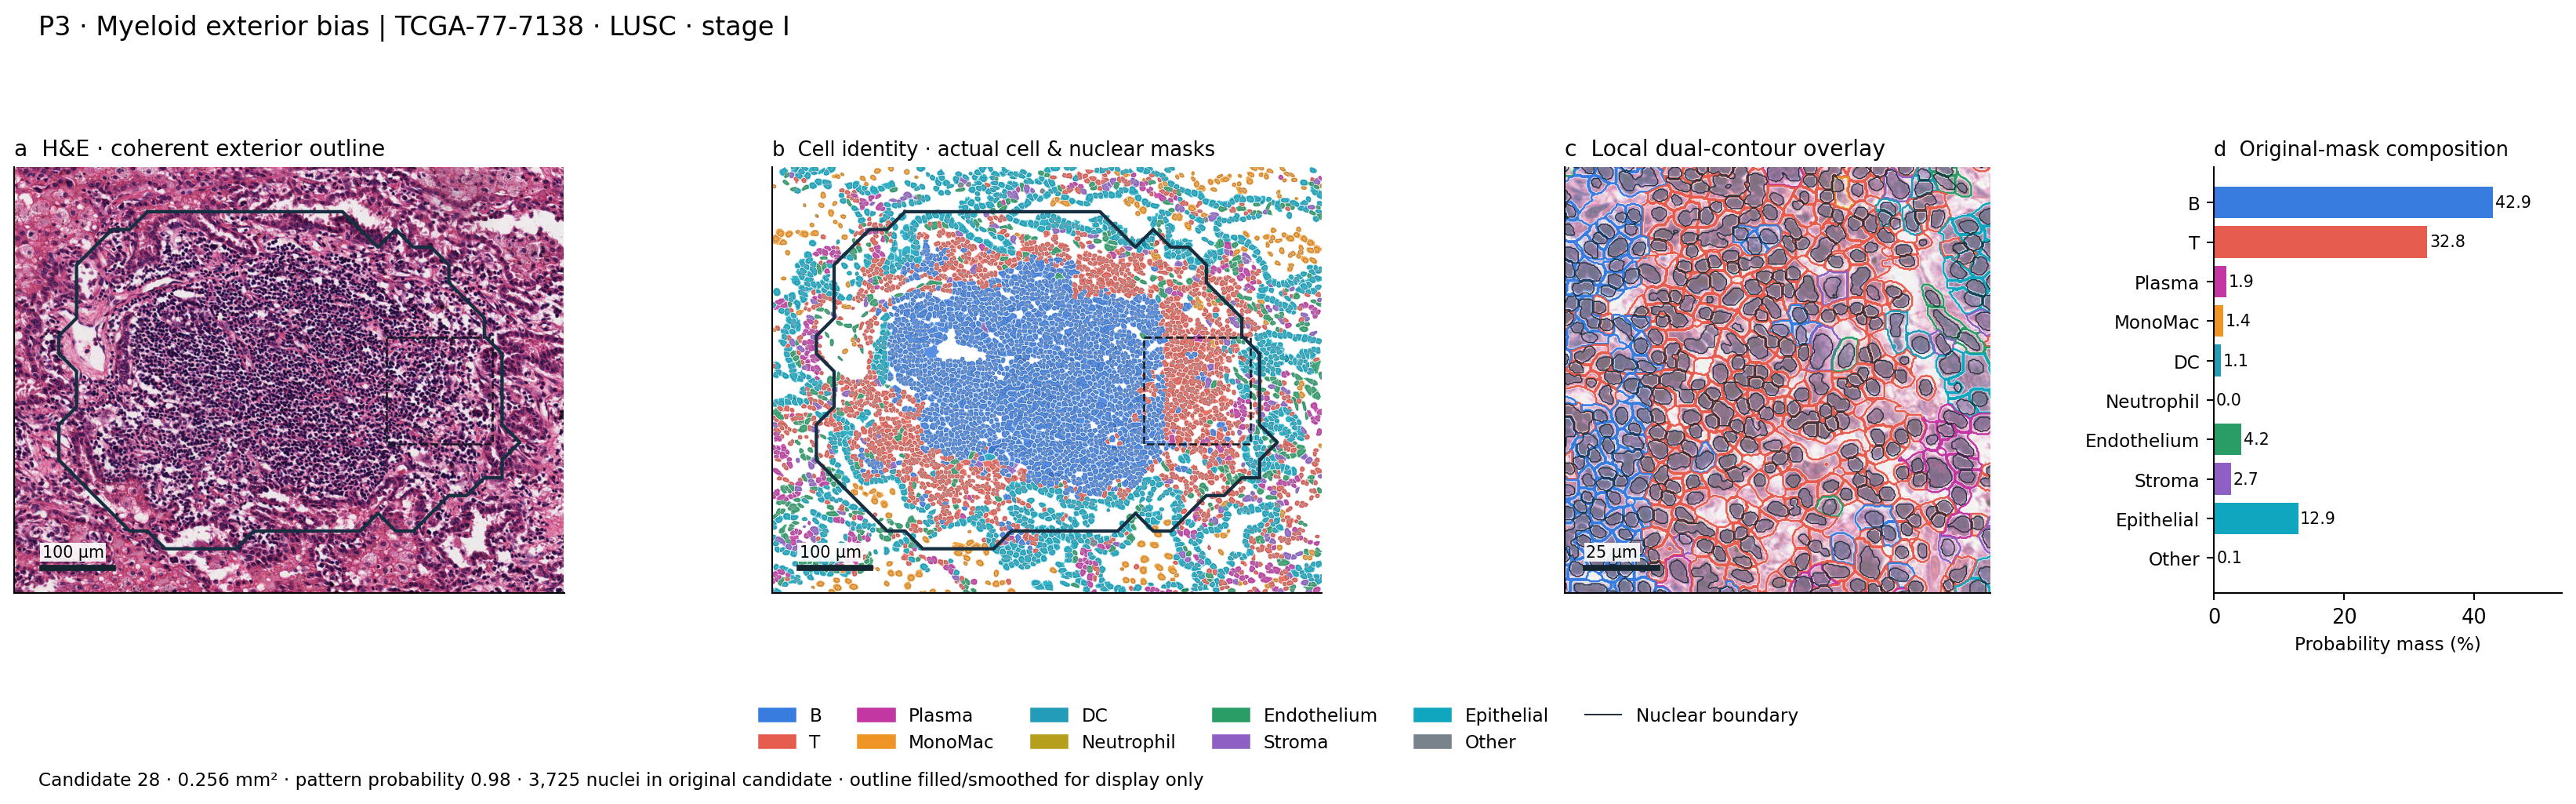 P3 · Myeloid exterior bias | TCGA-77-7138 · LUSC · stage I
a H&E · coherent exterior outline
100 µm
b Cell identity · actual cell & nuclear masks
100 µm
c Local dual-contour overlay
25 µm
d Original-mask composition
B 42.9
T 32.8
Plasma 1.9
MonoMac 1.4
DC 1.1
Neutrophil 0.0
Endothelium 4.2
Stroma 2.7
Epithelial 12.9
Other 0.1
0 20 40
Probability mass (%)
B Plasma DC Endothelium Epithelial Nuclear boundary
T MonoMac Neutrophil Stroma Other
Candidate 28 · 0.256 mm² · pattern probability 0.98 · 3,725 nuclei in original candidate · outline filled/smoothed for display only